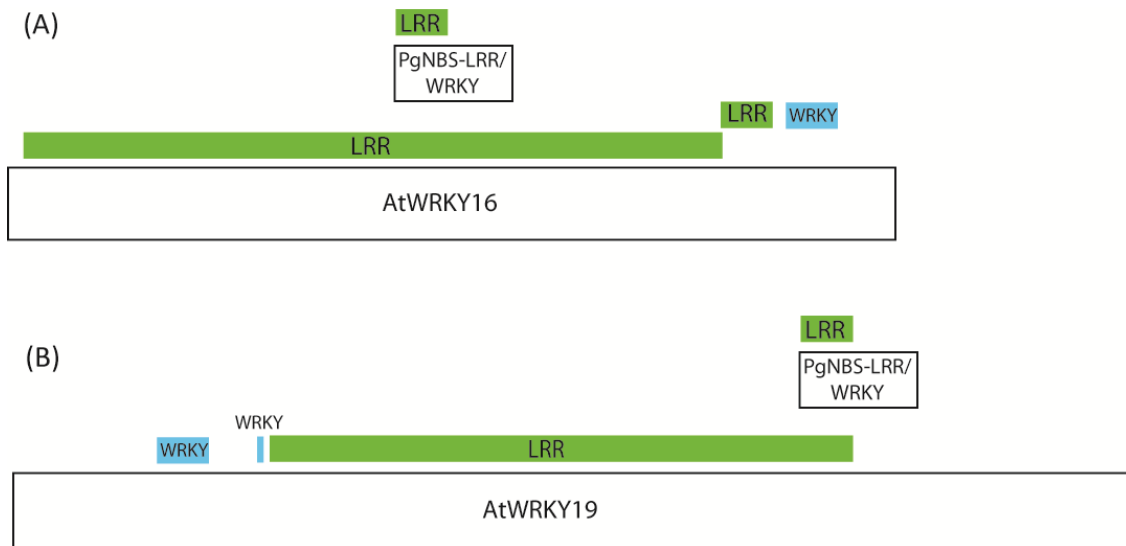 (A)
LRR
PgNBS-LRR/
WRKY
LRR
WRKY
LRR
AtWRKY16
(B)
LRR
PgNBS-LRR/
WRKY
WRKY
WRKY
LRR
AtWRKY19